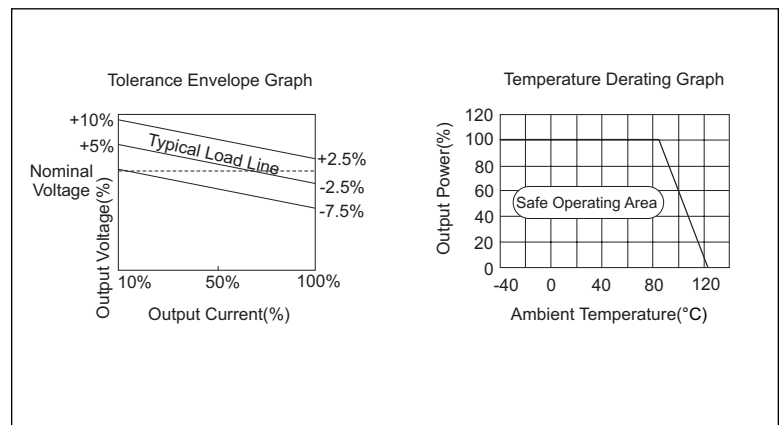 Tolerance Envelope Graph
+10%
+5%
Nominal
Voltage
Output Voltage(%)
Typical Load Line
+2.5%
-2.5%
-7.5%
10%
50%
100%
Output Current(%)
Temperature Derating Graph
120
100
80
60
40
20
0
Output Power(%)
Safe Operating Area
-40
0
40
80
120
Ambient Temperature(°C)